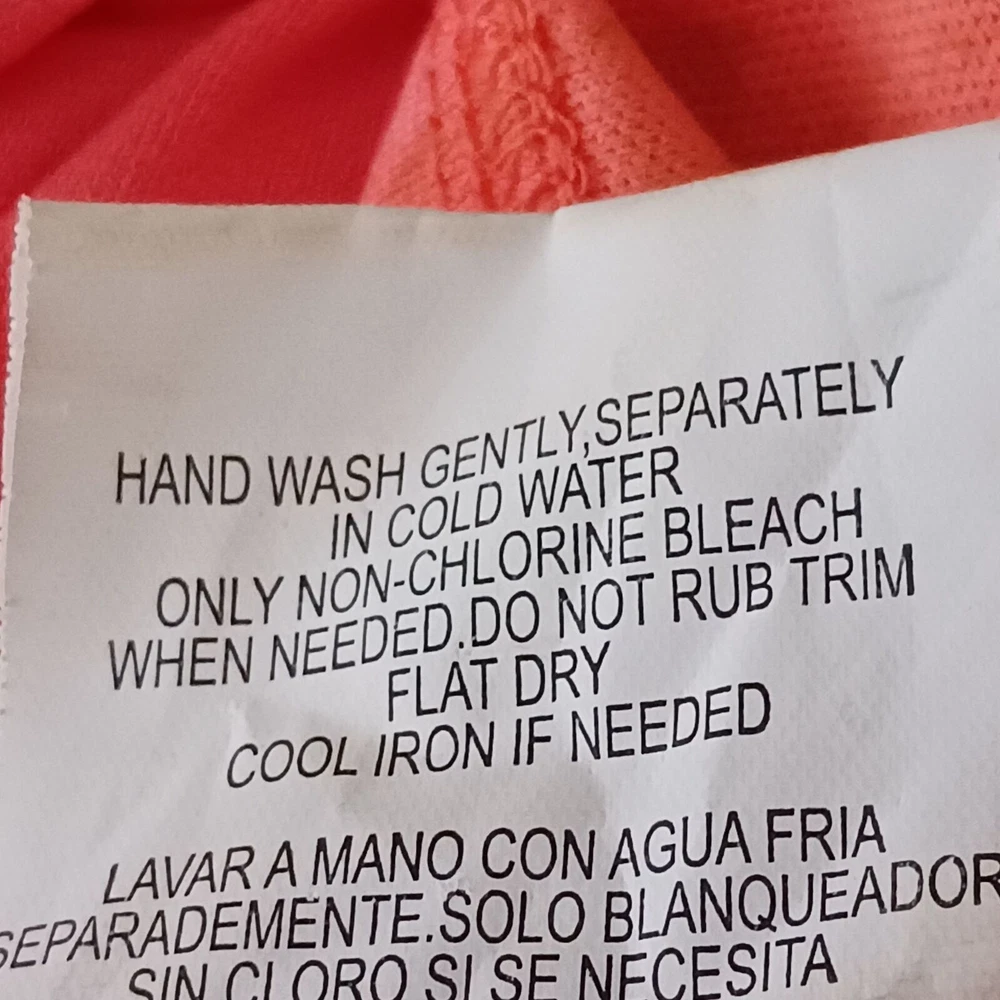 HAND WASH GENTLY,SEPARATELY
IN COLD WATER
ONLY NON-CHLORINE BLEACH
WHEN NEEDED.DO NOT RUB TRIM
FLAT DRY
COOL IRON IF NEEDED
LAVAR A MANO CON AGUA FRIA
SEPARADEMENTE.SOLO BLANQUEADOR
SIN CLORO SI SE NECESITA